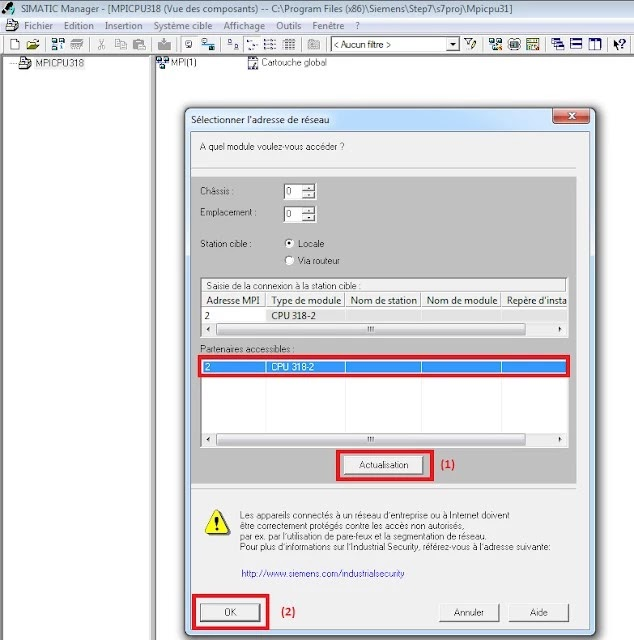 SIMATIC Manager - [MPICPU318 (Vue des composants) -- C:\Program Files (x86)\Siemens\Step7\s7proj\Mpicpu31]
Fichier Edition Insertion Système cible Affichage Outils Fenêtre ?
< Aucun filtre >
MPICPU318
MPI(1) Cartouche global
Sélectionner l'adresse de réseau
A quel module voulez-vous accéder ?
Châssis : 0
Emplacement : 0
Station cible : Locale
Via routeur
Saisie de la connexion à la station cible :
Adresse MPI Type de module Nom de station Nom de module Repère d'insta
2 CPU 318-2
Partenaires accessibles :
2 CPU 318-2
Actualisation (1)
Les appareils connectés à un réseau d'entreprise ou à Internet doivent
être correctement protégés contre les accès non autorisés,
par ex. par l'utilisation de pare-feux et la segmentation de réseau.
Pour plus d'informations sur l'Industrial Security, référez-vous à l'adresse suivante:
http://www.siemens.com/industrialsecurity
OK (2) Annuler Aide